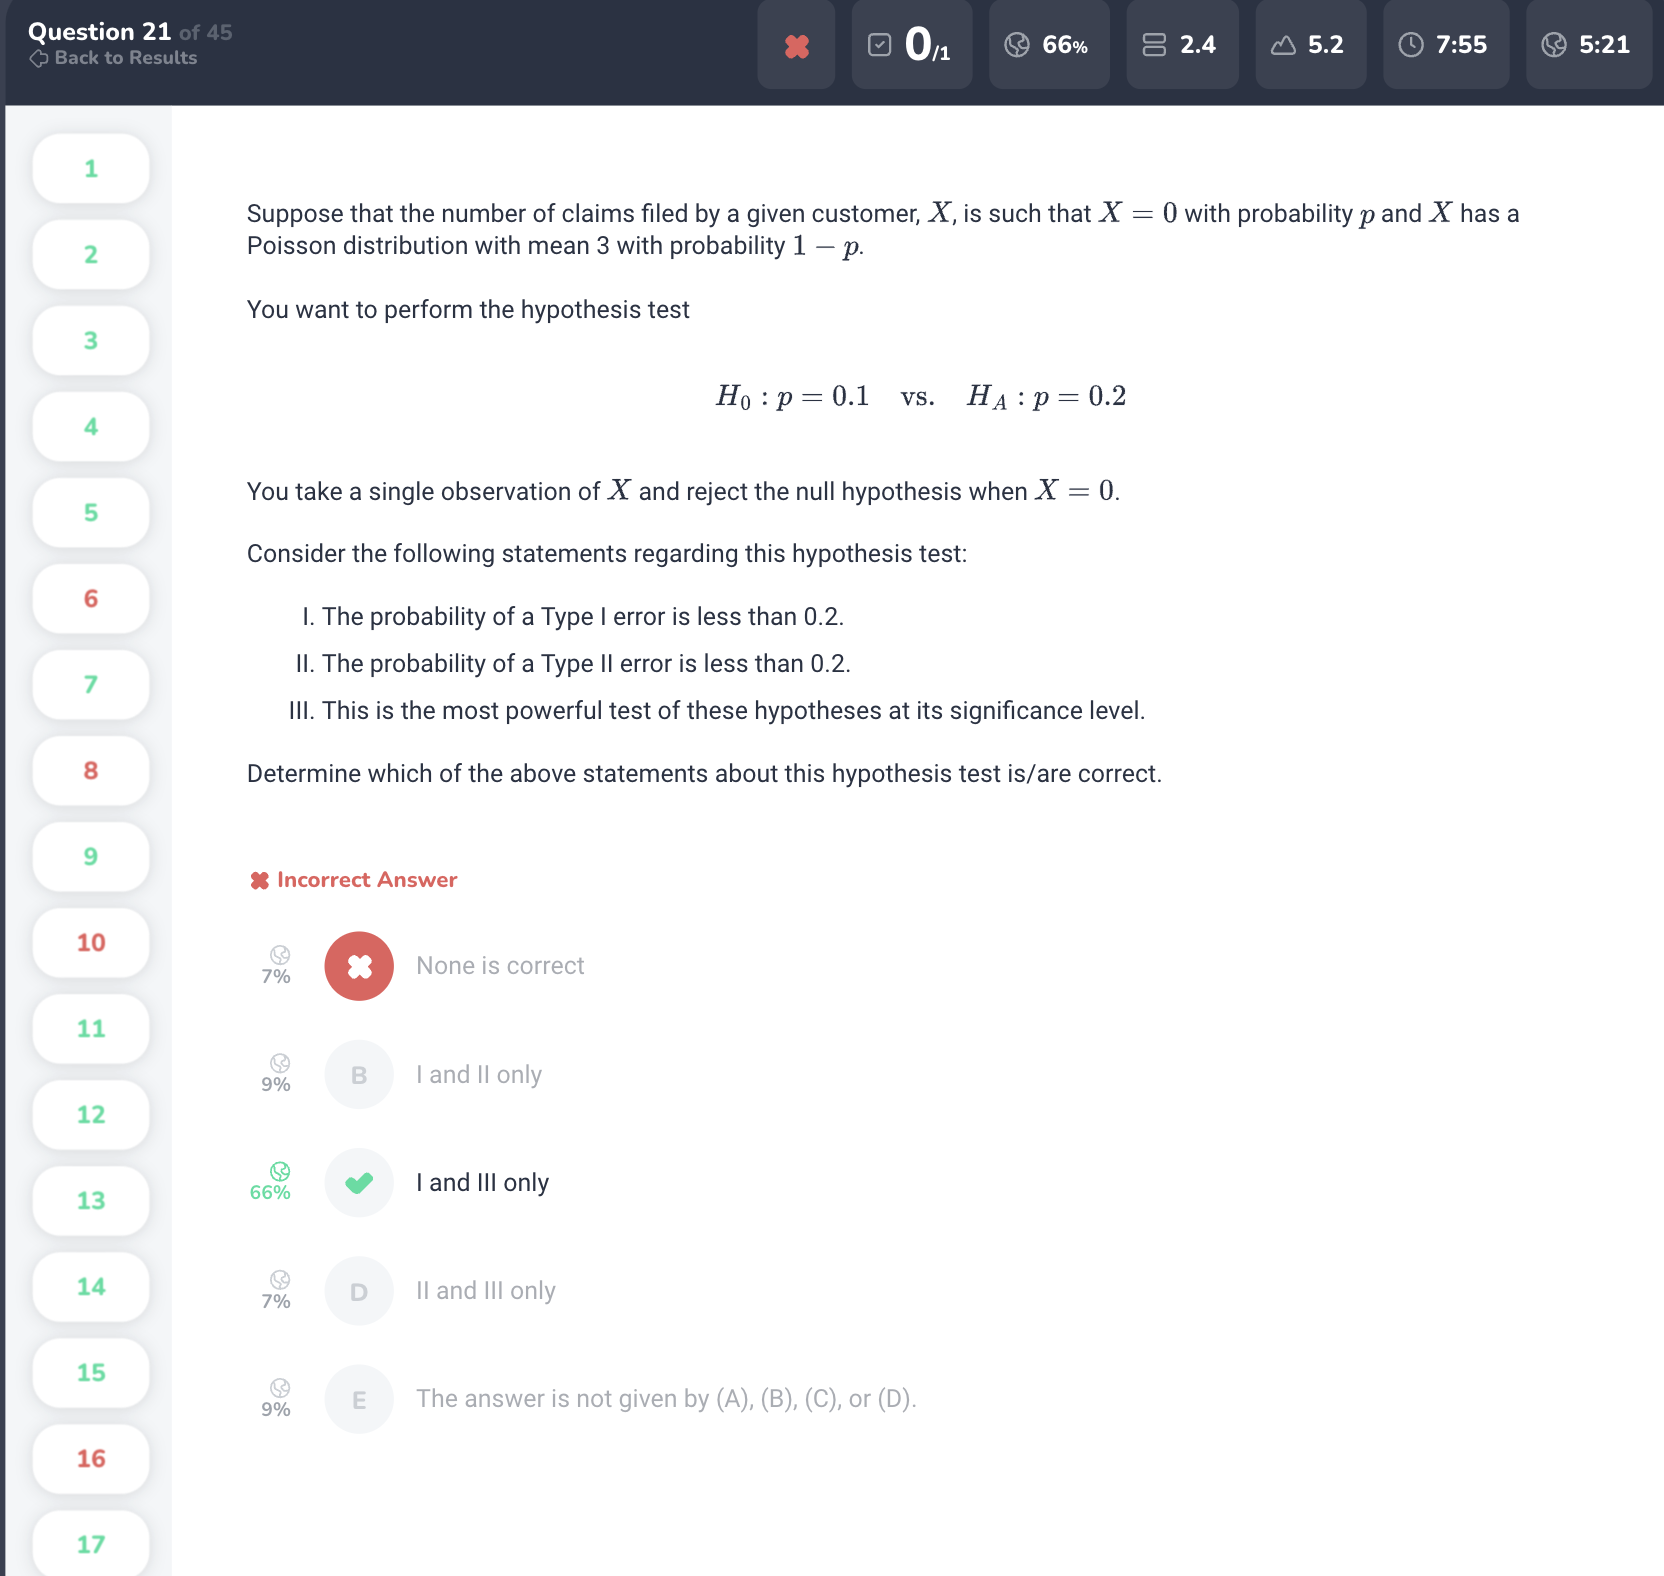 Question 21 of 45
Back to Results
0/1
66%
2.4
5.2
7:55
5:21
1
2
3
4
5
6
7
8
9
10
11
12
13
14
15
16
17
Suppose that the number of claims filed by a given customer, X, is such that X = 0 with probability p and X has a
Poisson distribution with mean 3 with probability 1 − p.
You want to perform the hypothesis test
H₀ : p = 0.1 vs. H_A : p = 0.2
You take a single observation of X and reject the null hypothesis when X = 0.
Consider the following statements regarding this hypothesis test:
I. The probability of a Type I error is less than 0.2.
II. The probability of a Type II error is less than 0.2.
III. This is the most powerful test of these hypotheses at its significance level.
Determine which of the above statements about this hypothesis test is/are correct.
Incorrect Answer
7% None is correct
9% B I and II only
66% I and III only
7% D II and III only
9% E The answer is not given by (A), (B), (C), or (D).